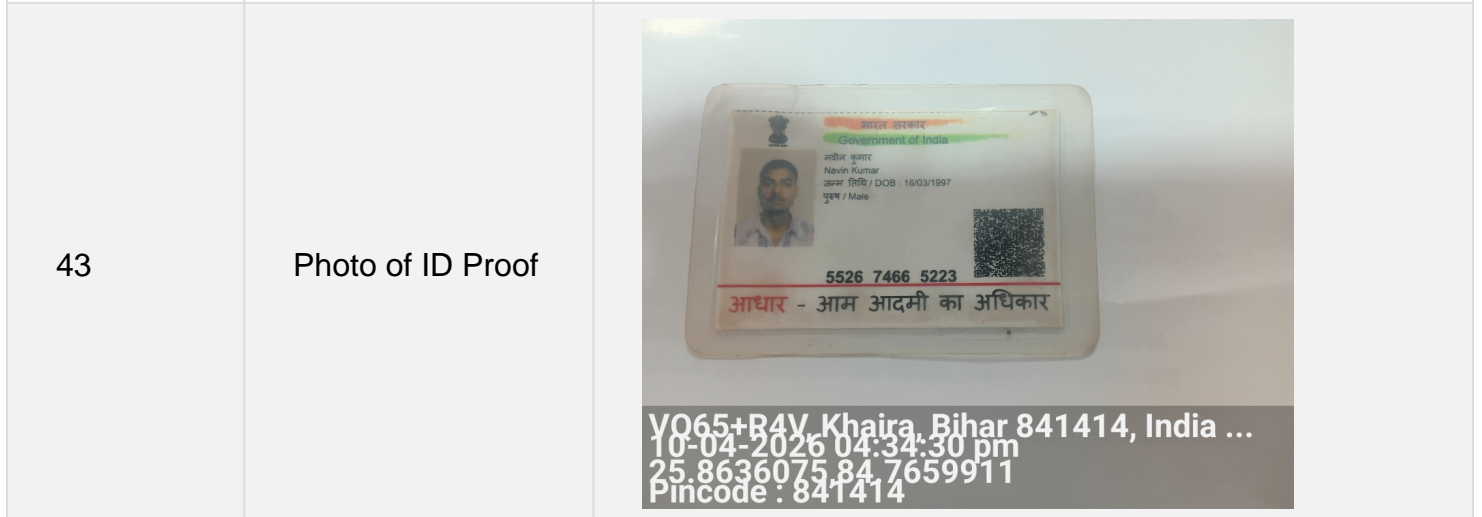 43
Photo of ID Proof
भारत सरकार
Government of India
नवीन कुमार
Navin Kumar
जन्म तिथि / DOB : 16/03/1997
पुरुष / Male
5526 7466 5223
आधार - आम आदमी का अधिकार
VQ65+R4V, Khaira, Bihar 841414, India ...
10-04-2026 04:34:30 pm
25.8636075,84.7659911
Pincode : 841414